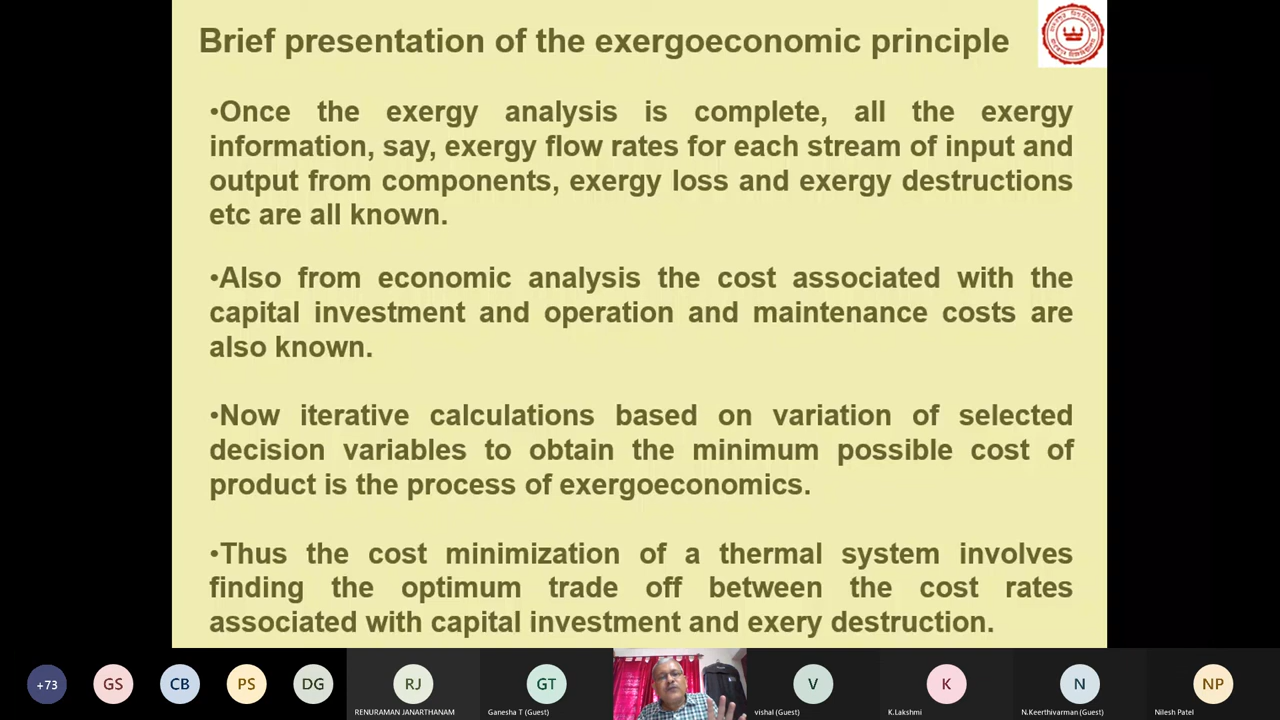 Brief presentation of the exergoeconomic principle
•Once the exergy analysis is complete, all the exergy
information, say, exergy flow rates for each stream of input and
output from components, exergy loss and exergy destructions
etc are all known.
•Also from economic analysis the cost associated with the
capital investment and operation and maintenance costs are
also known.
•Now iterative calculations based on variation of selected
decision variables to obtain the minimum possible cost of
product is the process of exergoeconomics.
•Thus the cost minimization of a thermal system involves
finding the optimum trade off between the cost rates
associated with capital investment and exery destruction.
+73
GS
CB
PS
DG
RJ
RENURAMAN JANARTHANAM
GT
Ganesha T (Guest)
V
vishal (Guest)
K
K.Lakshmi
N
N.Keerthivarman (Guest)
NP
Nilesh Patel